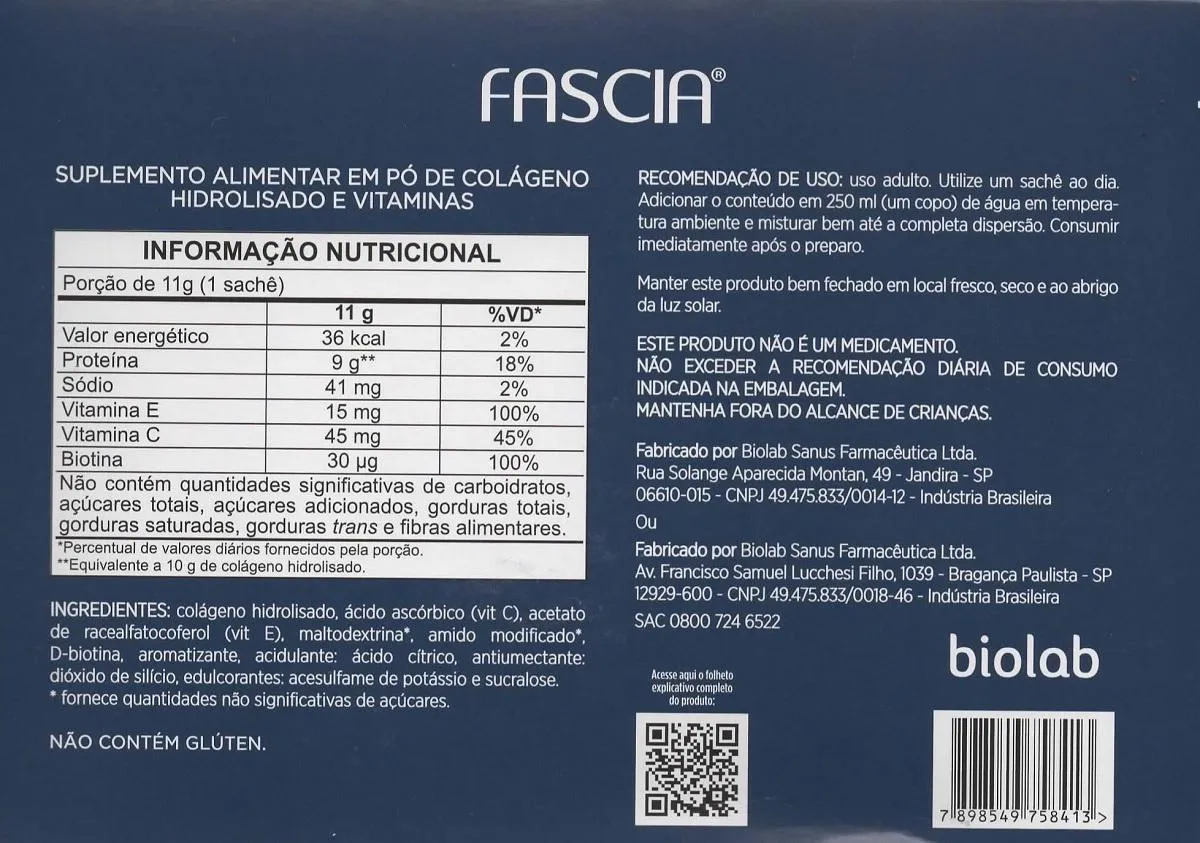 FASCIA®
SUPLEMENTO ALIMENTAR EM PÓ DE COLÁGENO
HIDROLISADO E VITAMINAS
INFORMAÇÃO NUTRICIONAL
Porção de 11g (1 sachê)
11 g %VD*
Valor energético 36 kcal 2%
Proteína 9 g** 18%
Sódio 41 mg 2%
Vitamina E 15 mg 100%
Vitamina C 45 mg 45%
Biotina 30 µg 100%
Não contém quantidades significativas de carboidratos,
açúcares totais, açúcares adicionados, gorduras totais,
gorduras saturadas, gorduras trans e fibras alimentares.
*Percentual de valores diários fornecidos pela porção.
**Equivalente a 10 g de colágeno hidrolisado.
INGREDIENTES: colágeno hidrolisado, ácido ascórbico (vit C), acetato
de racealfatocoferol (vit E), maltodextrina*, amido modificado*,
D-biotina, aromatizante, acidulante: ácido cítrico, antiumectante:
dióxido de silício, edulcorantes: acesulfame de potássio e sucralose.
* fornece quantidades não significativas de açúcares.
NÃO CONTÉM GLÚTEN.
RECOMENDAÇÃO DE USO: uso adulto. Utilize um sachê ao dia.
Adicionar o conteúdo em 250 ml (um copo) de água em tempera-
tura ambiente e misturar bem até a completa dispersão. Consumir
imediatamente após o preparo.
Manter este produto bem fechado em local fresco, seco e ao abrigo
da luz solar.
ESTE PRODUTO NÃO É UM MEDICAMENTO.
NÃO EXCEDER A RECOMENDAÇÃO DIÁRIA DE CONSUMO
INDICADA NA EMBALAGEM.
MANTENHA FORA DO ALCANCE DE CRIANÇAS.
Fabricado por Biolab Sanus Farmacêutica Ltda.
Rua Solange Aparecida Montan, 49 - Jandira - SP
06610-015 - CNPJ 49.475.833/0014-12 - Indústria Brasileira
Ou
Fabricado por Biolab Sanus Farmacêutica Ltda.
Av. Francisco Samuel Lucchesi Filho, 1039 - Bragança Paulista - SP
12929-600 - CNPJ 49.475.833/0018-46 - Indústria Brasileira
SAC 0800 724 6522
biolab
Acesse aqui o folheto
explicativo completo
do produto:
7 898549 758413 >